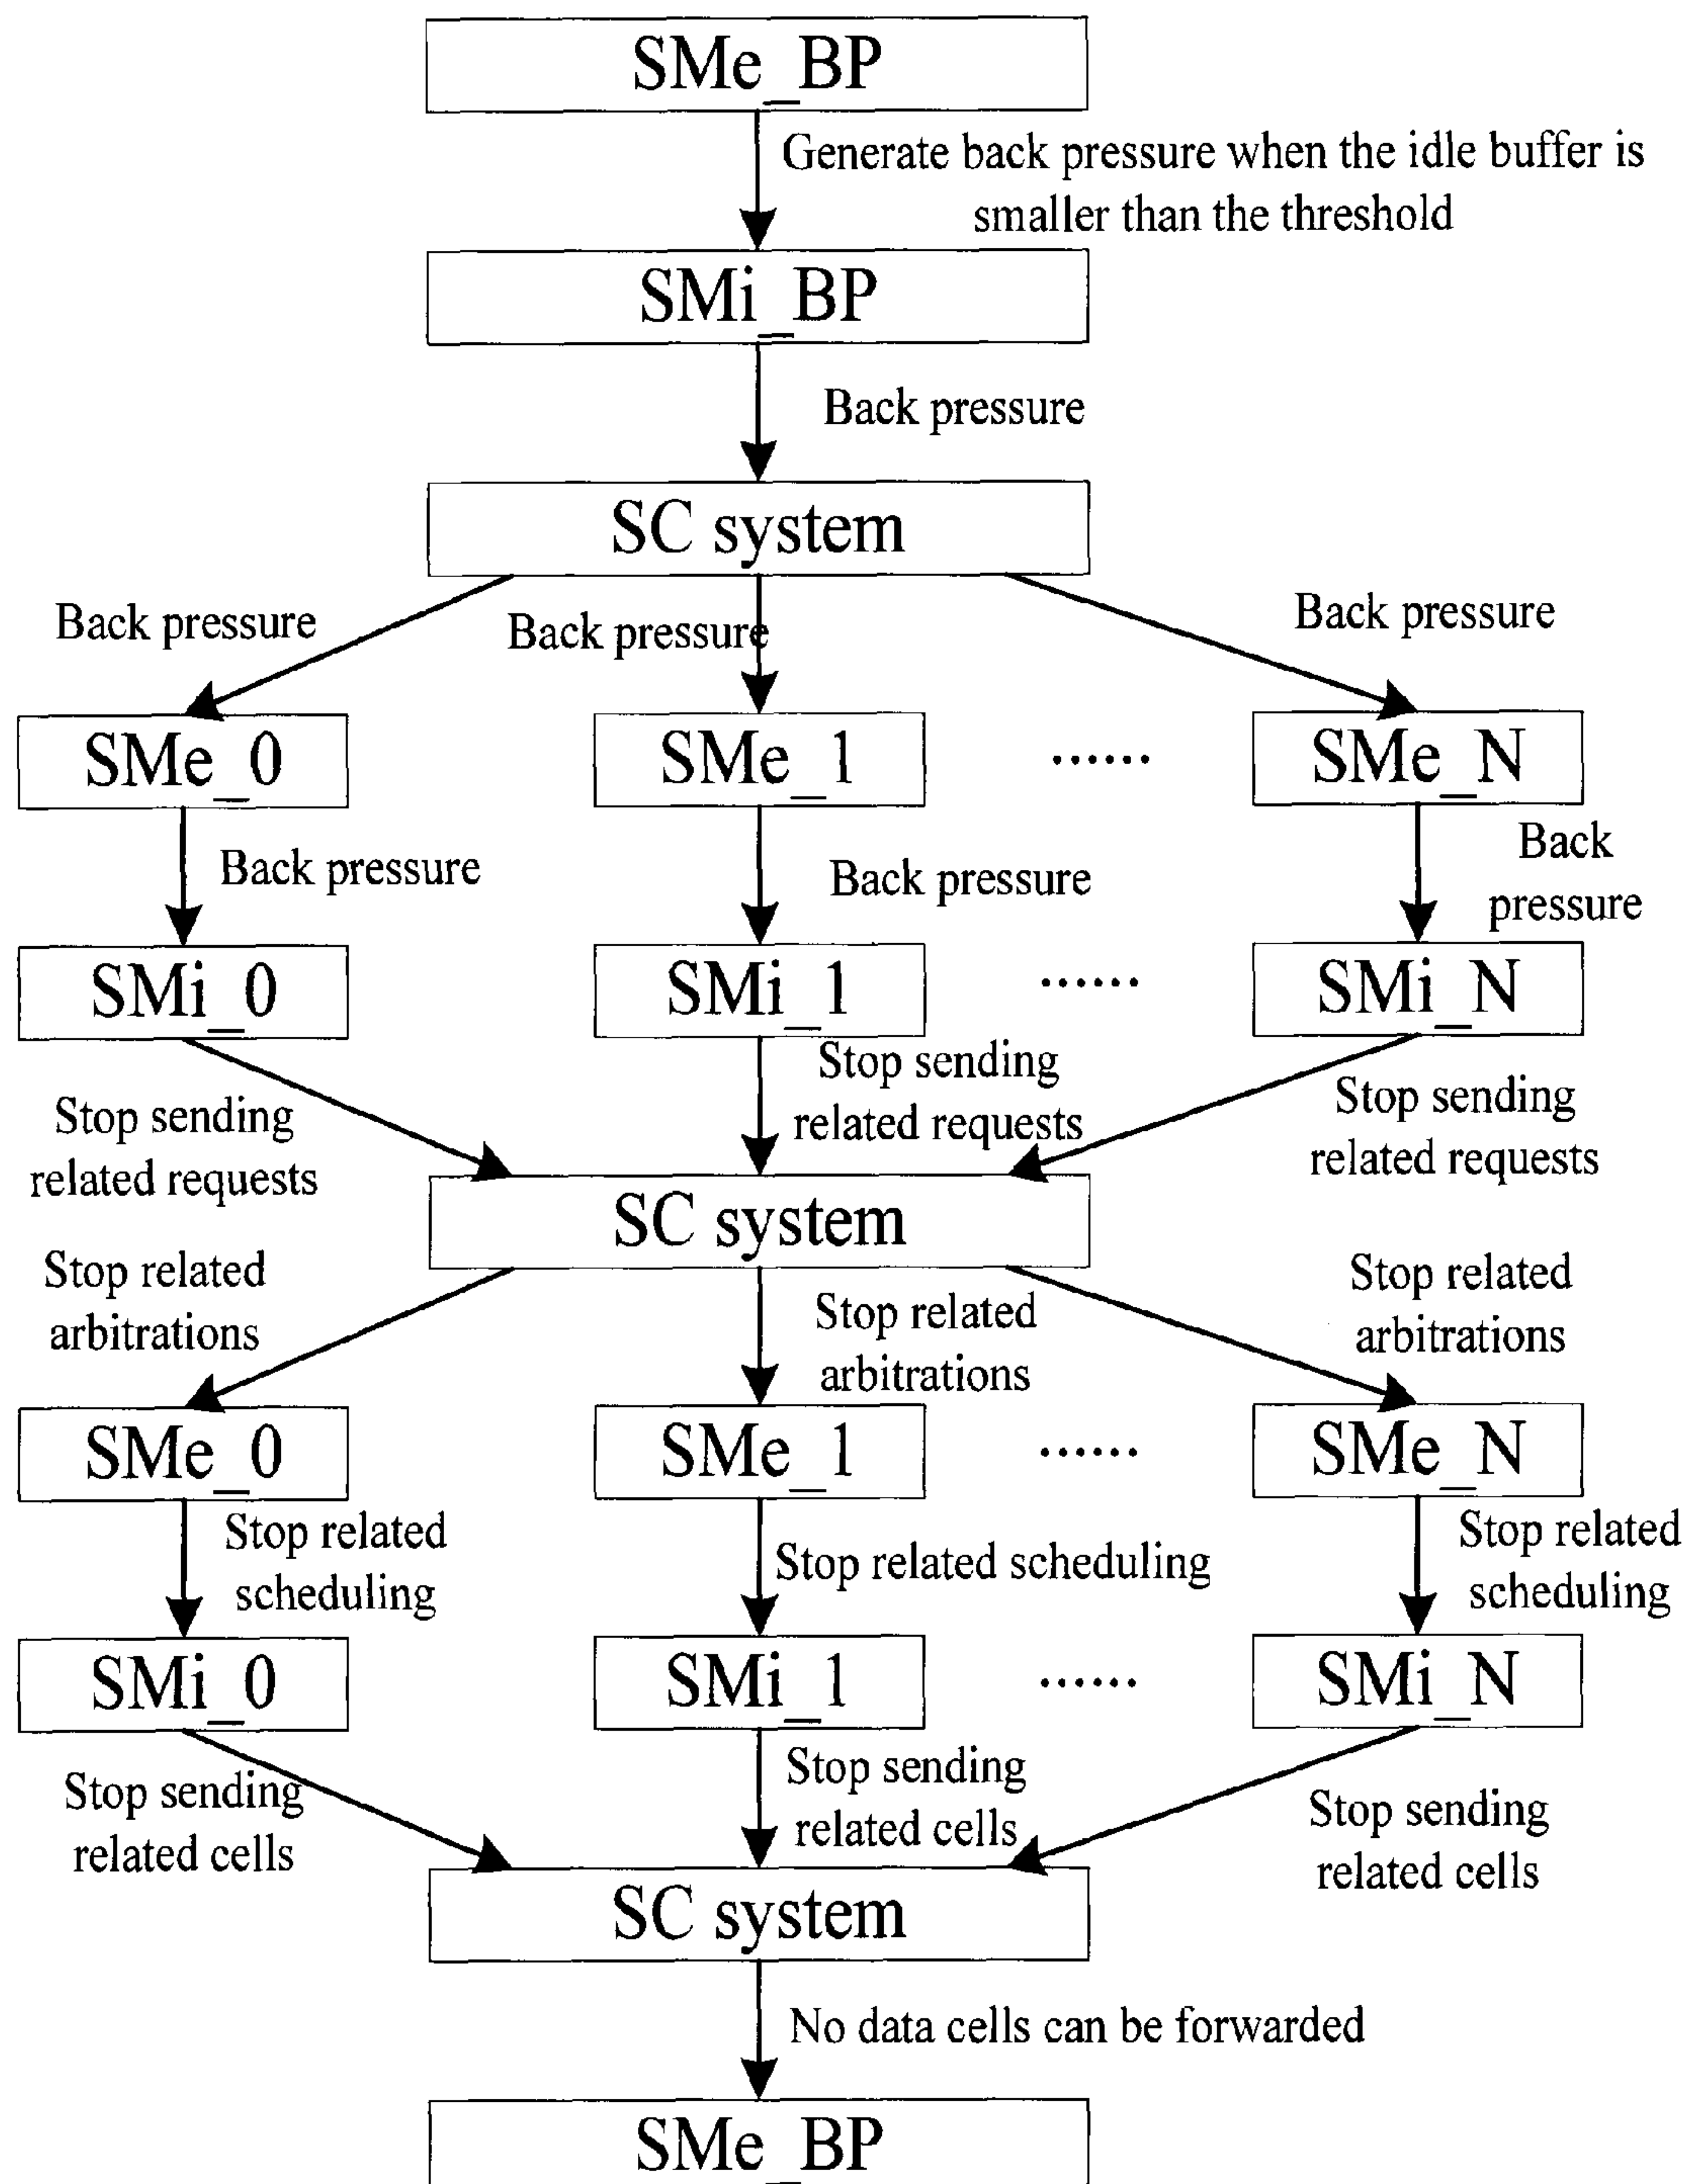 SMe_BP
Generate back pressure when the idle buffer is
smaller than the threshold
SMi_BP
Back pressure
SC system
Back pressure
Back pressure
Back pressure
SMe_0
SMe_1
......
SMe_N
Back pressure
Back pressure
Back
pressure
SMi_0
SMi_1
......
SMi_N
Stop sending
related requests
Stop sending
related requests
Stop sending
related requests
SC system
Stop related
arbitrations
Stop related
arbitrations
Stop related
arbitrations
SMe_0
SMe_1
......
SMe_N
Stop related
scheduling
Stop related scheduling
Stop related
scheduling
SMi_0
SMi_1
......
SMi_N
Stop sending
related cells
Stop sending
related cells
Stop sending
related cells
SC system
No data cells can be forwarded
SMe_BP